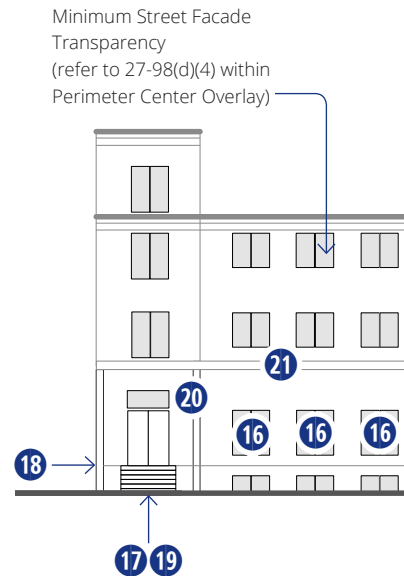 Minimum Street Facade
Transparency
(refer to 27-98(d)(4) within
Perimeter Center Overlay)
21
20
16 16 16
18
17 19